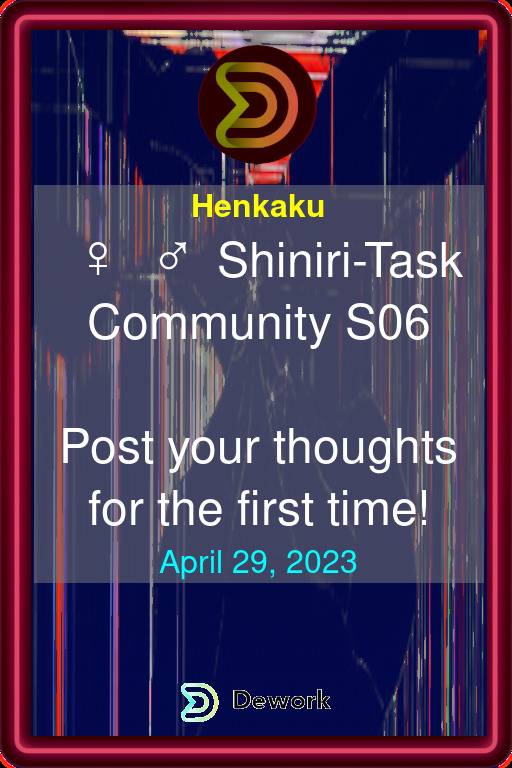 Henkaku
♀ ♂ Shiniri-Task
Community S06
Post your thoughts
for the first time!
April 29, 2023
Dework